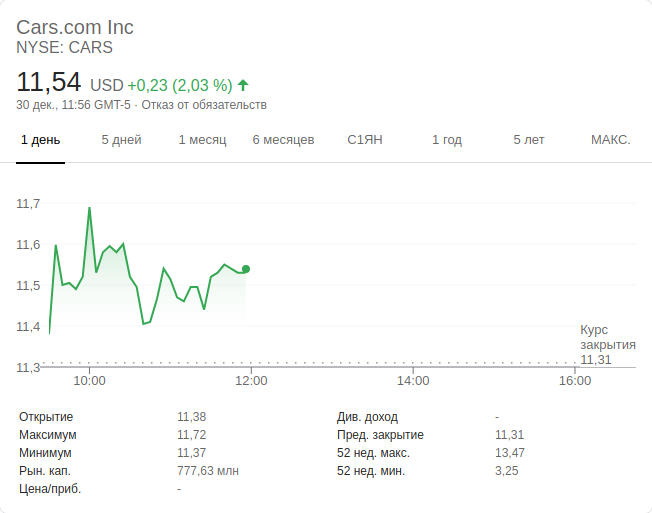 Cars.com Inc
NYSE: CARS
11,54 USD +0,23 (2,03 %)
30 дек., 11:56 GMT-5 · Отказ от обязательств
1 день 5 дней 1 месяц 6 месяцев С1ЯН 1 год 5 лет МАКС.
11,7
11,6
11,5
11,4
11,3
Курс
закрытия
11,31
10:00 12:00 14:00 16:00
Открытие 11,38 Див. доход -
Максимум 11,72 Пред. закрытие 11,31
Минимум 11,37 52 нед. макс. 13,47
Рын. кап. 777,63 млн 52 нед. мин. 3,25
Цена/приб. -